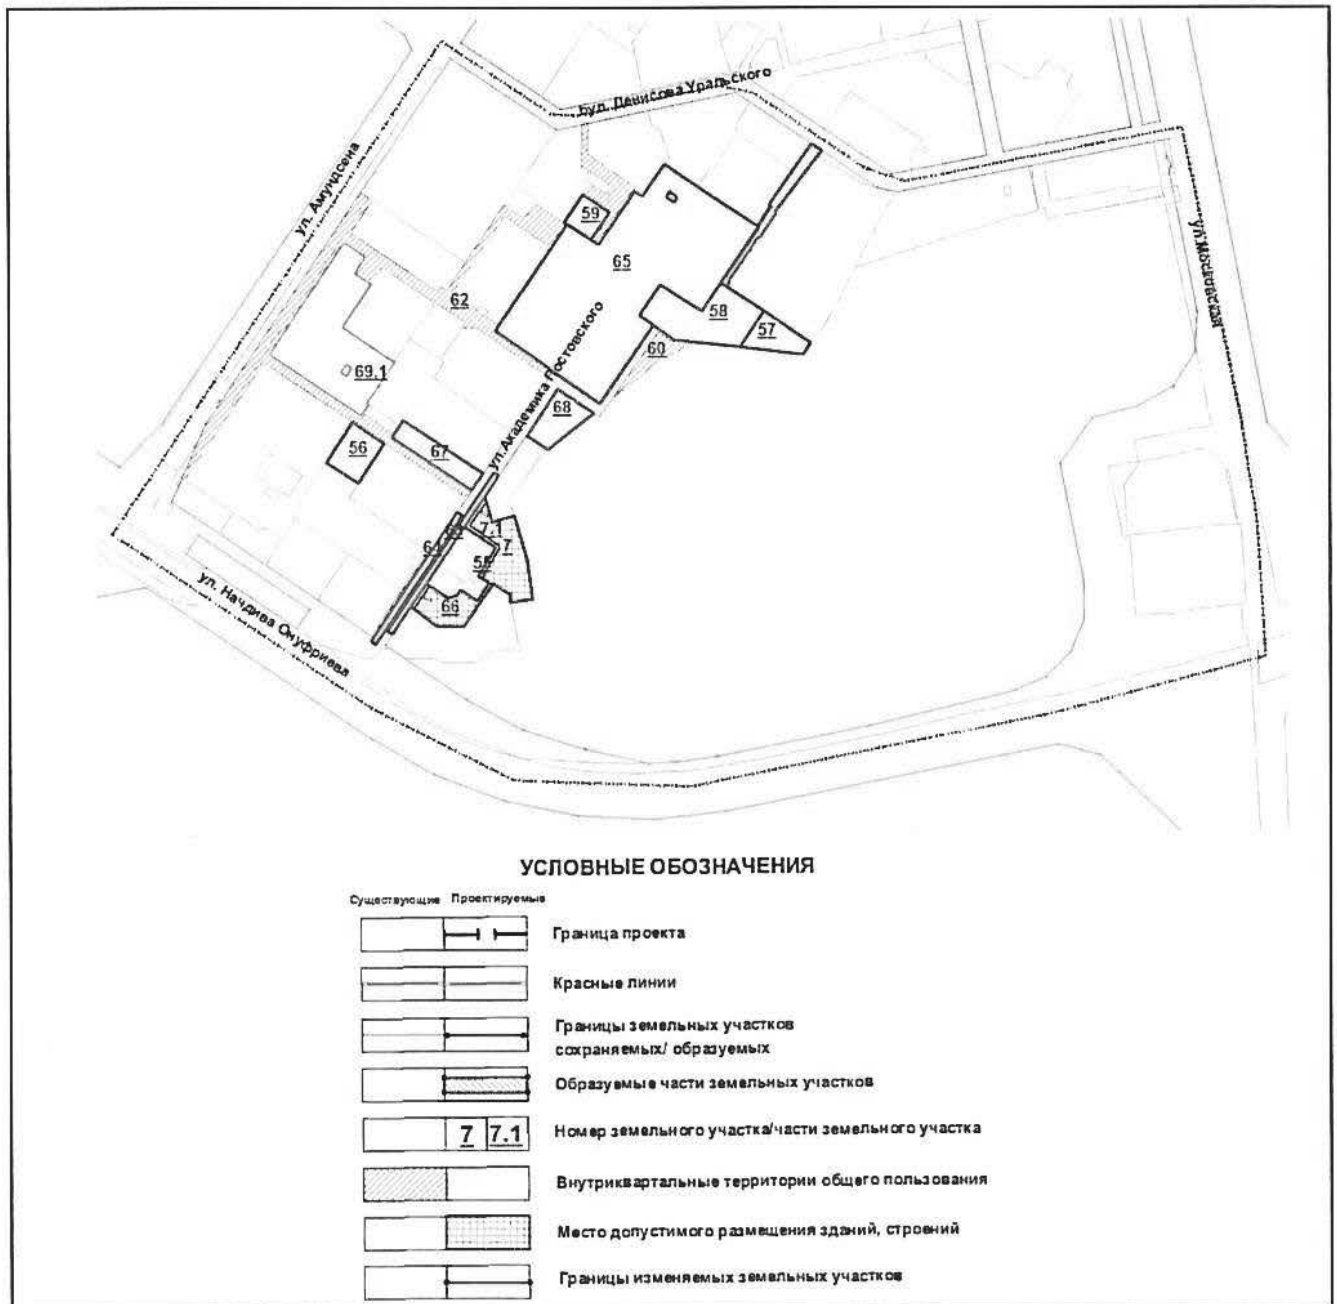 Бул. Денисова Уральского
ул. Амундсена
ул. Московская
59
65
62
58
57
60
69.1
ул. Академика Постовского
68
56
67
7.1
7
55
66
ул. Начдива Онуфриева
УСЛОВНЫЕ ОБОЗНАЧЕНИЯ
Существующие Проектируемые
Граница проекта
Красные линии
Границы земельных участков
сохраняемых/ образуемых
Образуемые части земельных участков
7 7.1 Номер земельного участка/части земельного участка
Внутриквартальные территории общего пользования
Место допустимого размещения зданий, строений
Границы изменяемых земельных участков